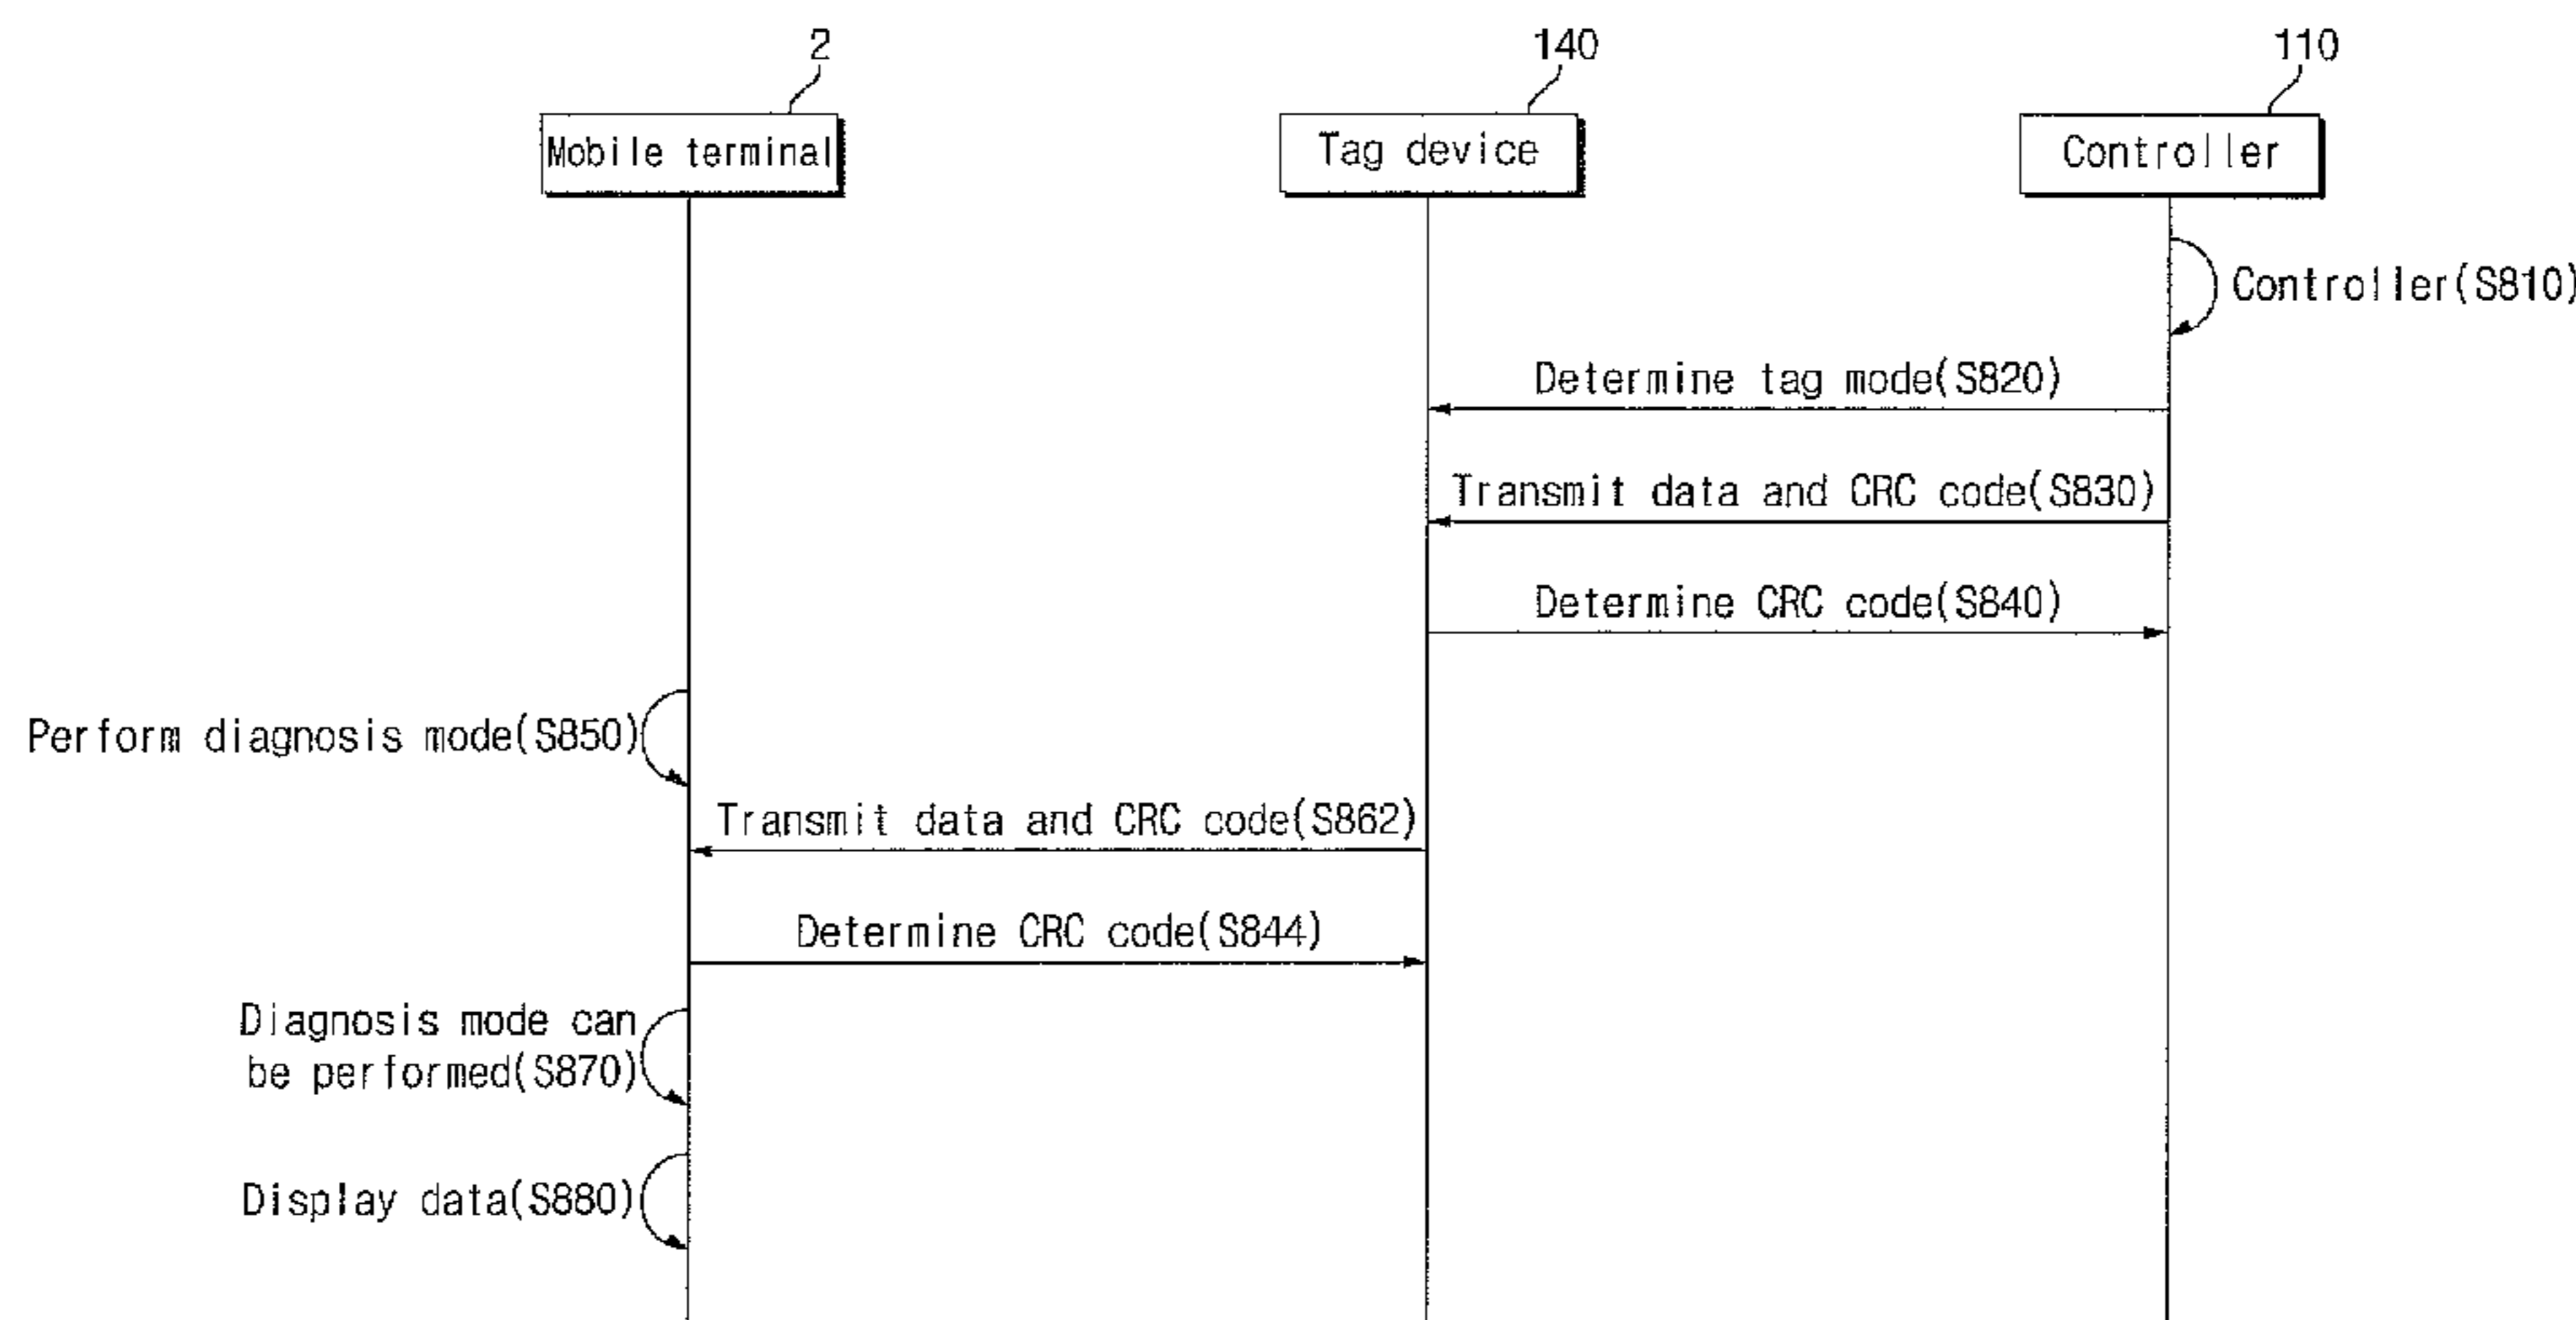 2
140
110
Mobile terminal
Tag device
Controller
Controller(S810)
Determine tag mode(S820)
Transmit data and CRC code(S830)
Determine CRC code(S840)
Perform diagnosis mode(S850)
Transmit data and CRC code(S862)
Determine CRC code(S844)
Diagnosis mode can
be performed(S870)
Display data(S880)